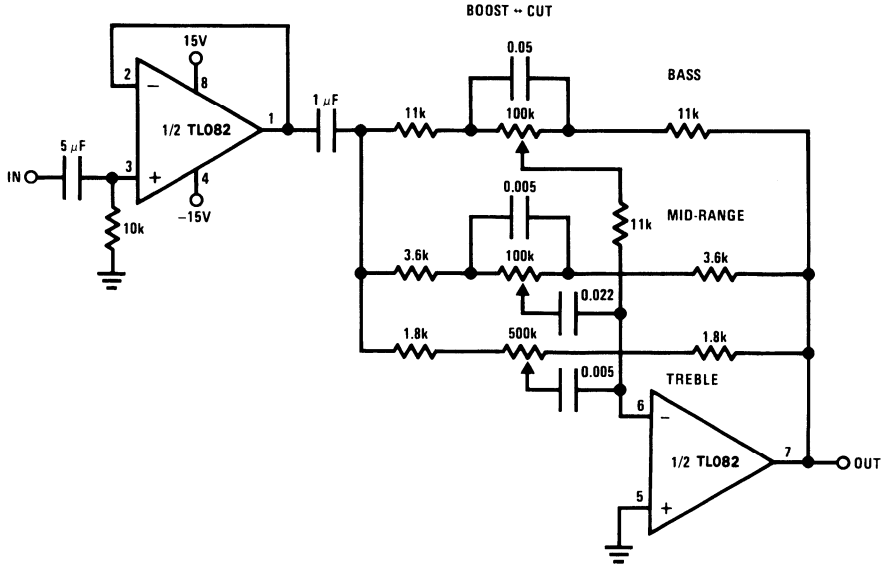 BOOST ↔ CUT
15V
0.05
BASS
2
8
−
1 μF
11k
100k
11k
1/2 TL082
1
5 μF
3
IN
+
4
0.005
−15V
10k
11k
MID-RANGE
3.6k
100k
3.6k
0.022
1.8k
500k
1.8k
0.005
TREBLE
6
−
1/2 TL082
7
OUT
5
+